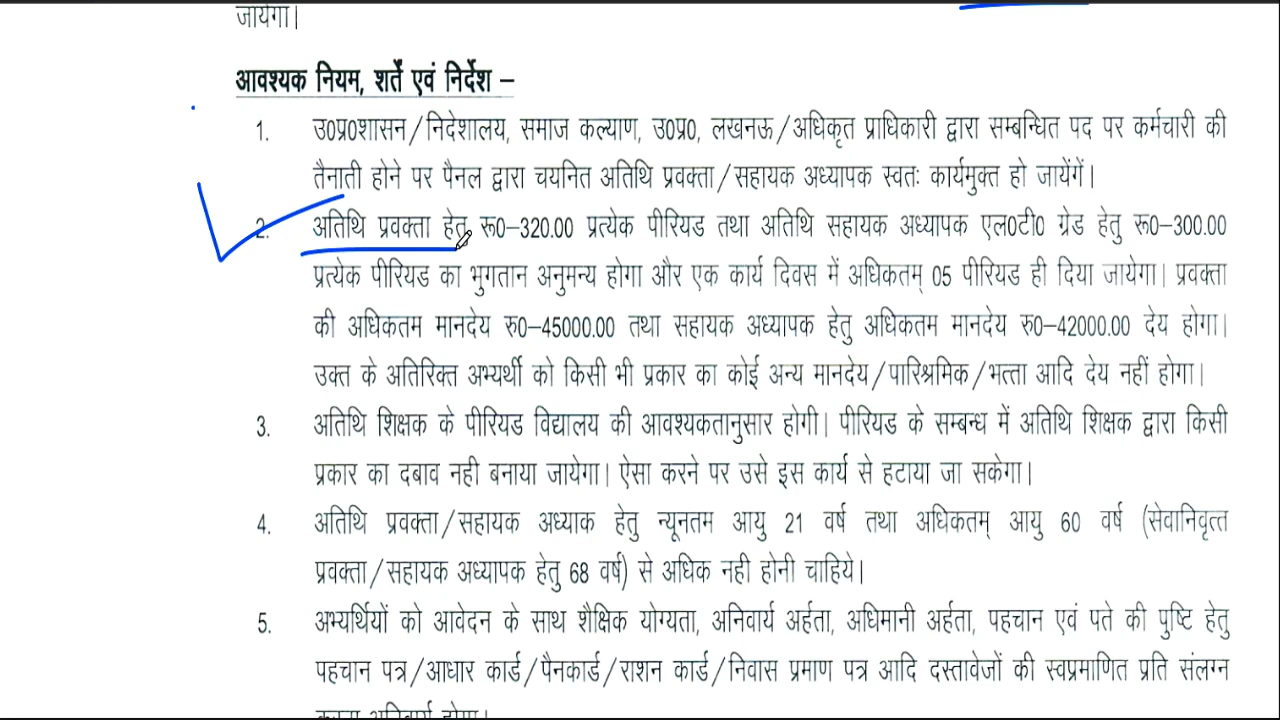 जायेगा।
आवश्यक नियम, शर्तें एवं निर्देश –
1. उ0प्र0शासन/निदेशालय, समाज कल्याण, उ0प्र0, लखनऊ/अधिकृत प्राधिकारी द्वारा सम्बन्धित पद पर कर्मचारी की
तैनाती होने पर पैनल द्वारा चयनित अतिथि प्रवक्ता/सहायक अध्यापक स्वतः कार्यमुक्त हो जायेंगें।
2. अतिथि प्रवक्ता हेतु रू0–320.00 प्रत्येक पीरियड तथा अतिथि सहायक अध्यापक एल0टी0 ग्रेड हेतु रू0–300.00
प्रत्येक पीरियड का भुगतान अनुमन्य होगा और एक कार्य दिवस में अधिकतम् 05 पीरियड ही दिया जायेगा। प्रवक्ता
की अधिकतम मानदेय रु0–45000.00 तथा सहायक अध्यापक हेतु अधिकतम मानदेय रु0–42000.00 देय होगा।
उक्त के अतिरिक्त अभ्यर्थी को किसी भी प्रकार का कोई अन्य मानदेय/पारिश्रमिक/भत्ता आदि देय नहीं होगा।
3. अतिथि शिक्षक के पीरियड विद्यालय की आवश्यकतानुसार होगी। पीरियड के सम्बन्ध में अतिथि शिक्षक द्वारा किसी
प्रकार का दबाव नही बनाया जायेगा। ऐसा करने पर उसे इस कार्य से हटाया जा सकेगा।
4. अतिथि प्रवक्ता/सहायक अध्याक हेतु न्यूनतम आयु 21 वर्ष तथा अधिकतम् आयु 60 वर्ष (सेवानिवृत्त
प्रवक्ता/सहायक अध्यापक हेतु 68 वर्ष) से अधिक नही होनी चाहिये।
5. अभ्यर्थियों को आवेदन के साथ शैक्षिक योग्यता, अनिवार्य अर्हता, अधिमानी अर्हता, पहचान एवं पते की पुष्टि हेतु
पहचान पत्र/आधार कार्ड/पैनकार्ड/राशन कार्ड/निवास प्रमाण पत्र आदि दस्तावेजों की स्वप्रमाणित प्रति संलग्न